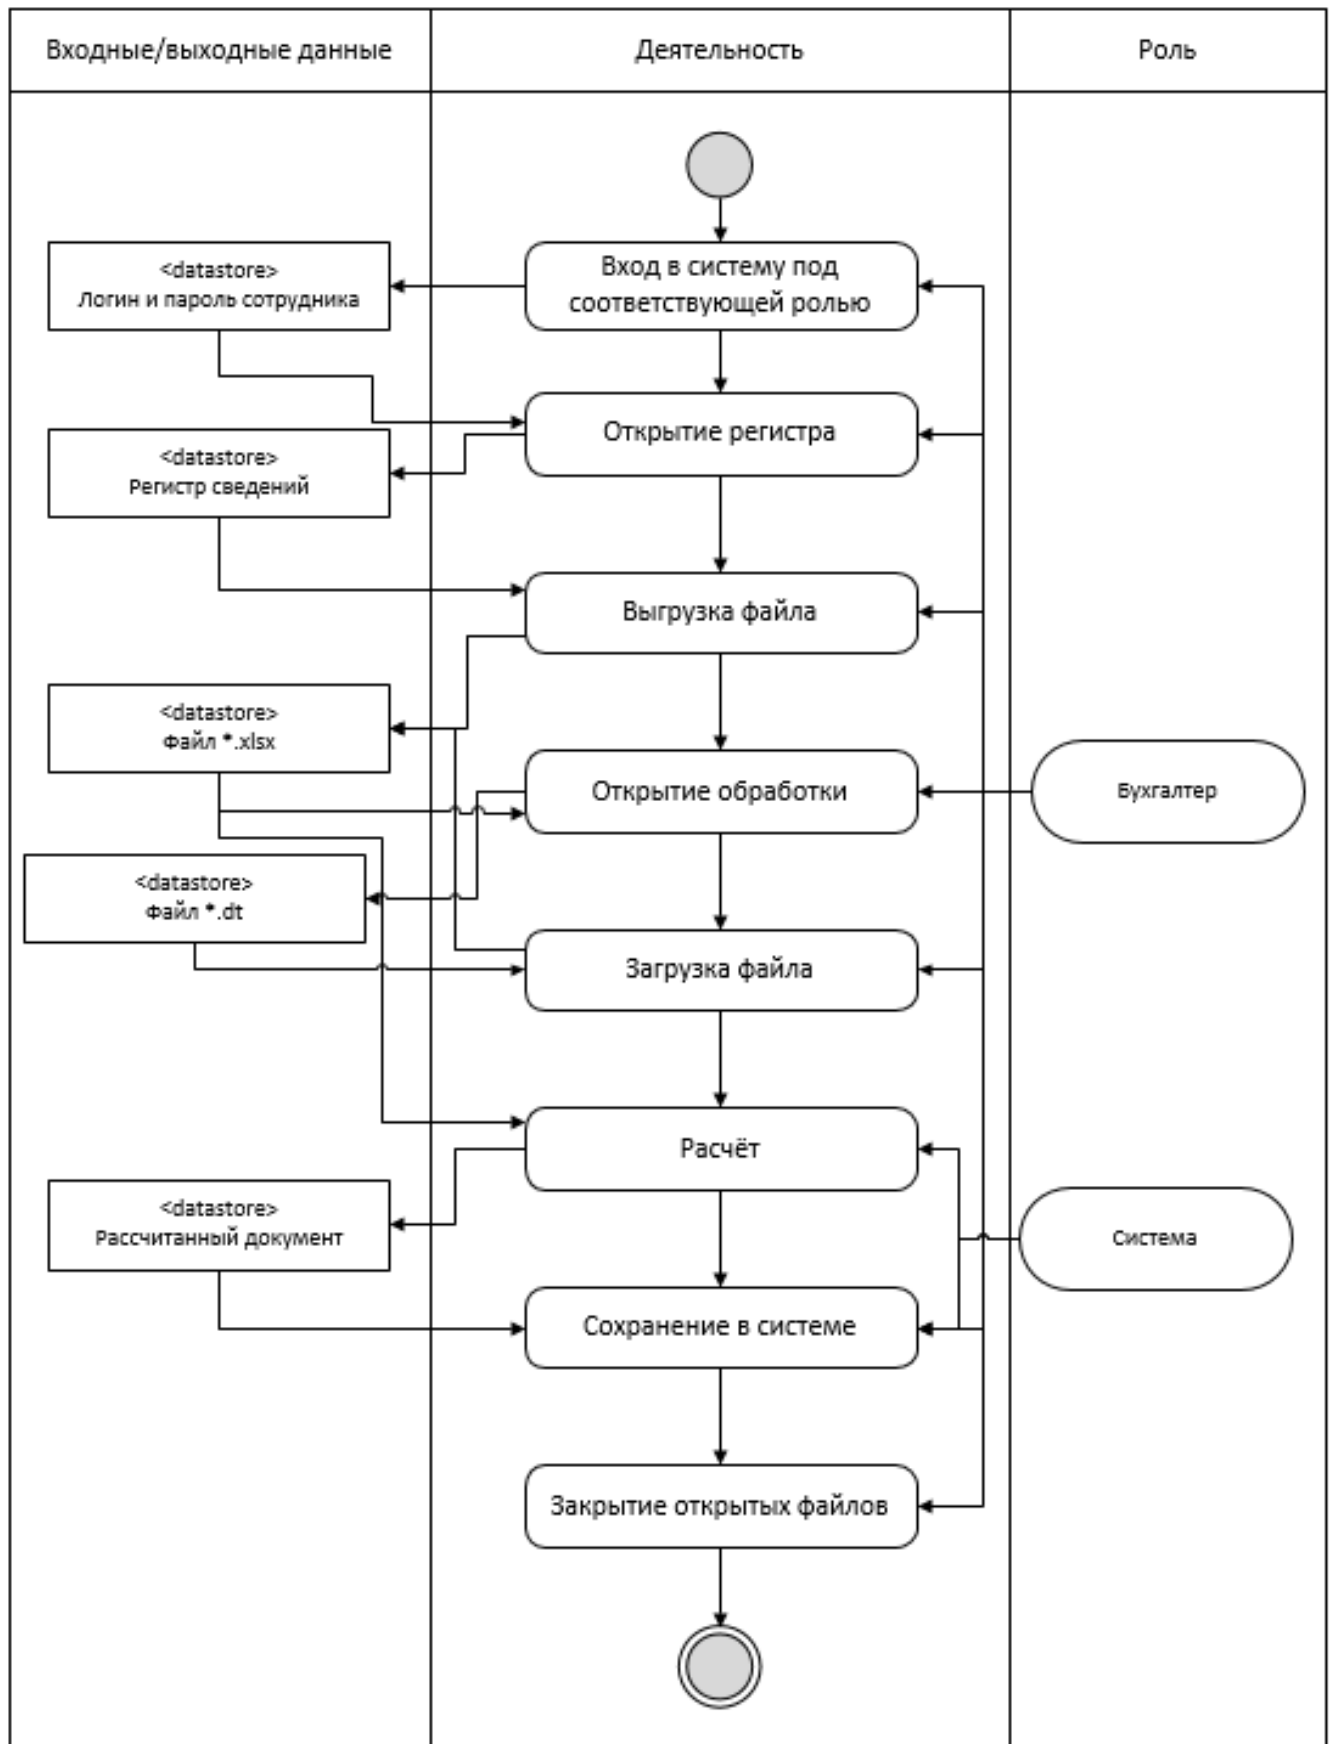 Входные/выходные данные
Деятельность
Роль
<datastore>
Логин и пароль сотрудника
Вход в систему под
соответствующей ролью
Открытие регистра
<datastore>
Регистр сведений
Выгрузка файла
<datastore>
Файл *.xlsx
Открытие обработки
Бухгалтер
<datastore>
Файл *.dt
Загрузка файла
Расчёт
<datastore>
Рассчитанный документ
Система
Сохранение в системе
Закрытие открытых файлов